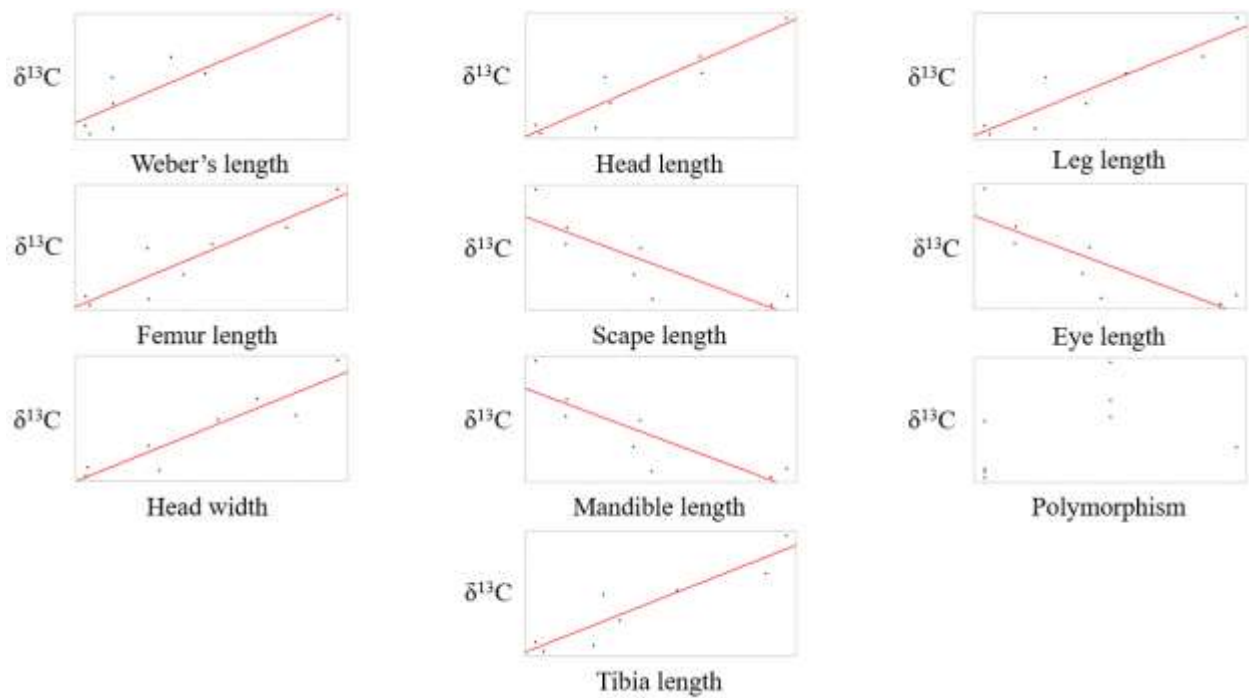 δ¹³C δ¹³C δ¹³C
Weber’s length Head length Leg length
δ¹³C δ¹³C δ¹³C
Femur length Scape length Eye length
δ¹³C δ¹³C δ¹³C
Head width Mandible length Polymorphism
δ¹³C
Tibia length